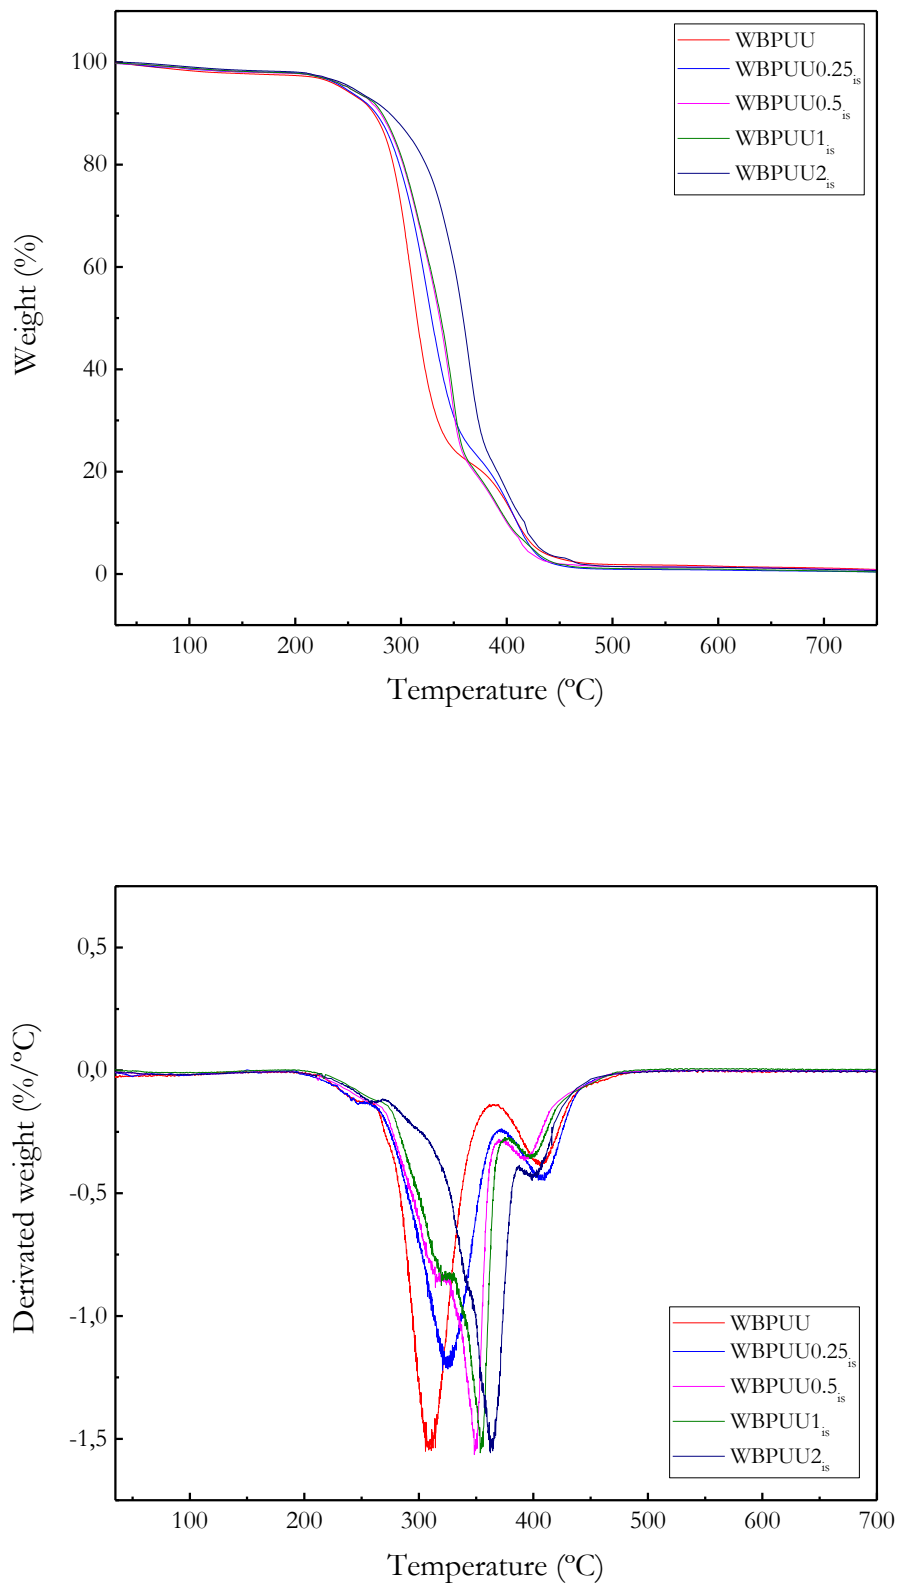 WBPUU
WBPUU0.25is
WBPUU0.5is
WBPUU1is
WBPUU2is
100
80
60
40
20
0
Weight (%)
100 200 300 400 500 600 700
Temperature (ºC)
0,5
0,0
-0,5
-1,0
-1,5
Derivated weight (%/ºC)
WBPUU
WBPUU0.25is
WBPUU0.5is
WBPUU1is
WBPUU2is
100 200 300 400 500 600 700
Temperature (ºC)